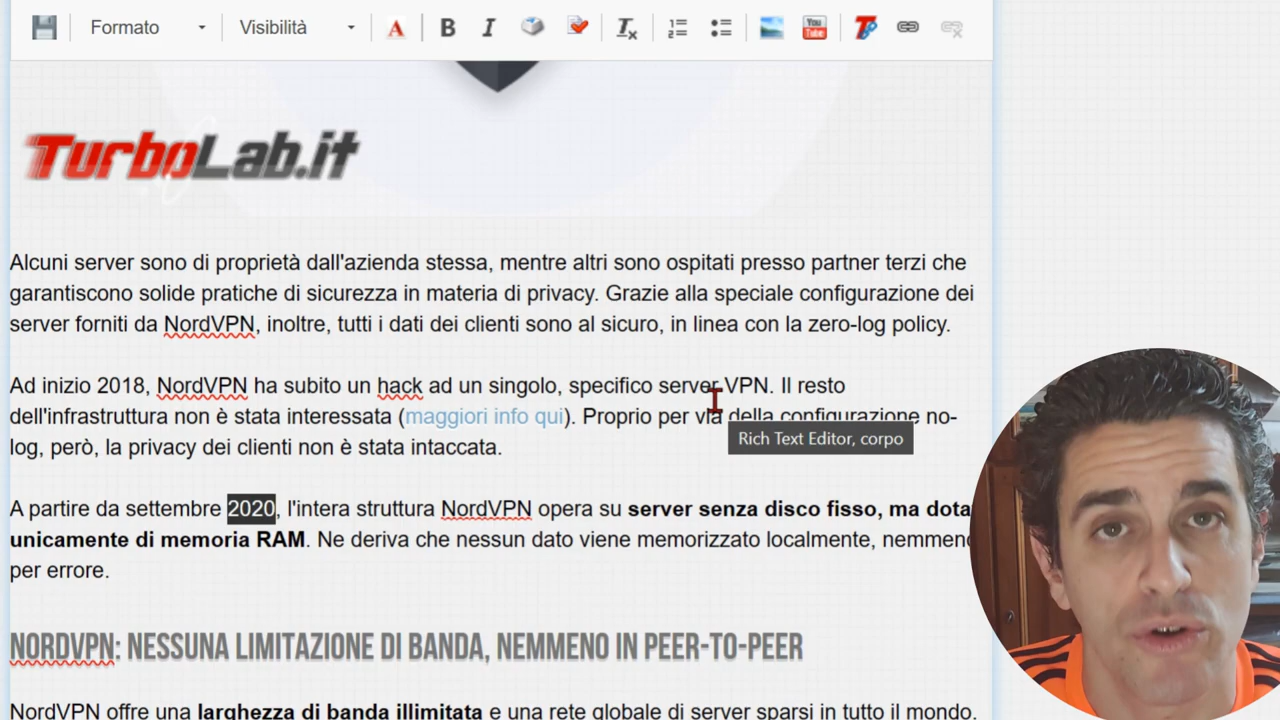 Formato Visibilità A B I Tx You Tube
TurboLab.it
Alcuni server sono di proprietà dall'azienda stessa, mentre altri sono ospitati presso partner terzi che
garantiscono solide pratiche di sicurezza in materia di privacy. Grazie alla speciale configurazione dei
server forniti da NordVPN, inoltre, tutti i dati dei clienti sono al sicuro, in linea con la zero-log policy.
Ad inizio 2018, NordVPN ha subito un hack ad un singolo, specifico server VPN. Il resto
dell'infrastruttura non è stata interessata (maggiori info qui). Proprio per via della configurazione no-
log, però, la privacy dei clienti non è stata intaccata.
Rich Text Editor, corpo
A partire da settembre 2020, l'intera struttura NordVPN opera su server senza disco fisso, ma dota
unicamente di memoria RAM. Ne deriva che nessun dato viene memorizzato localmente, nemmeno
per errore.
NORDVPN: NESSUNA LIMITAZIONE DI BANDA, NEMMENO IN PEER-TO-PEER
NordVPN offre una larghezza di banda illimitata e una rete globale di server sparsi in tutto il mondo.